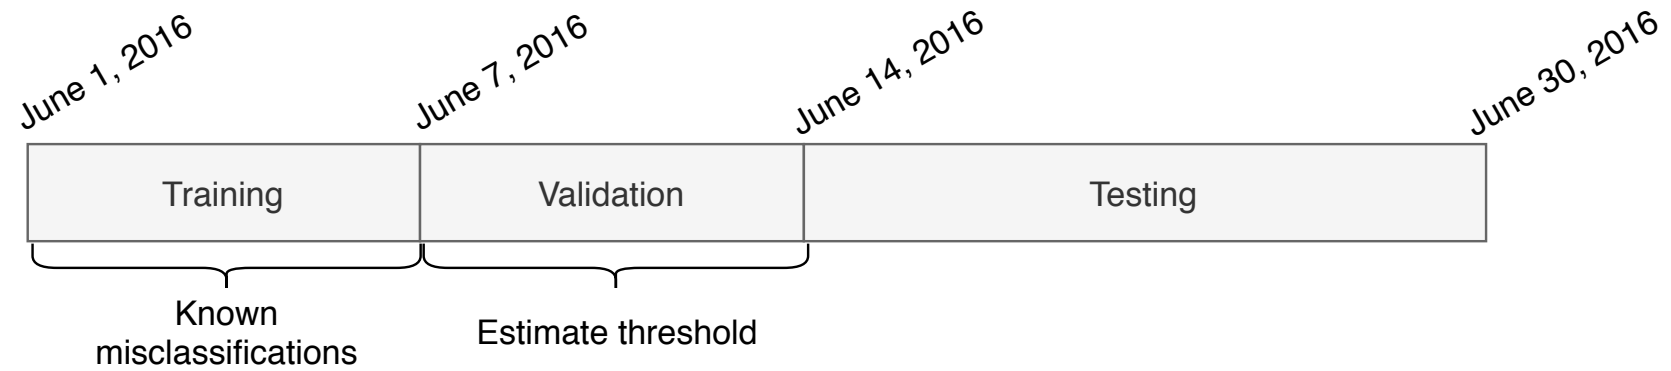 June 1, 2016
June 7, 2016
June 14, 2016
June 30, 2016
Training
Validation
Testing
Known
misclassifications
Estimate threshold